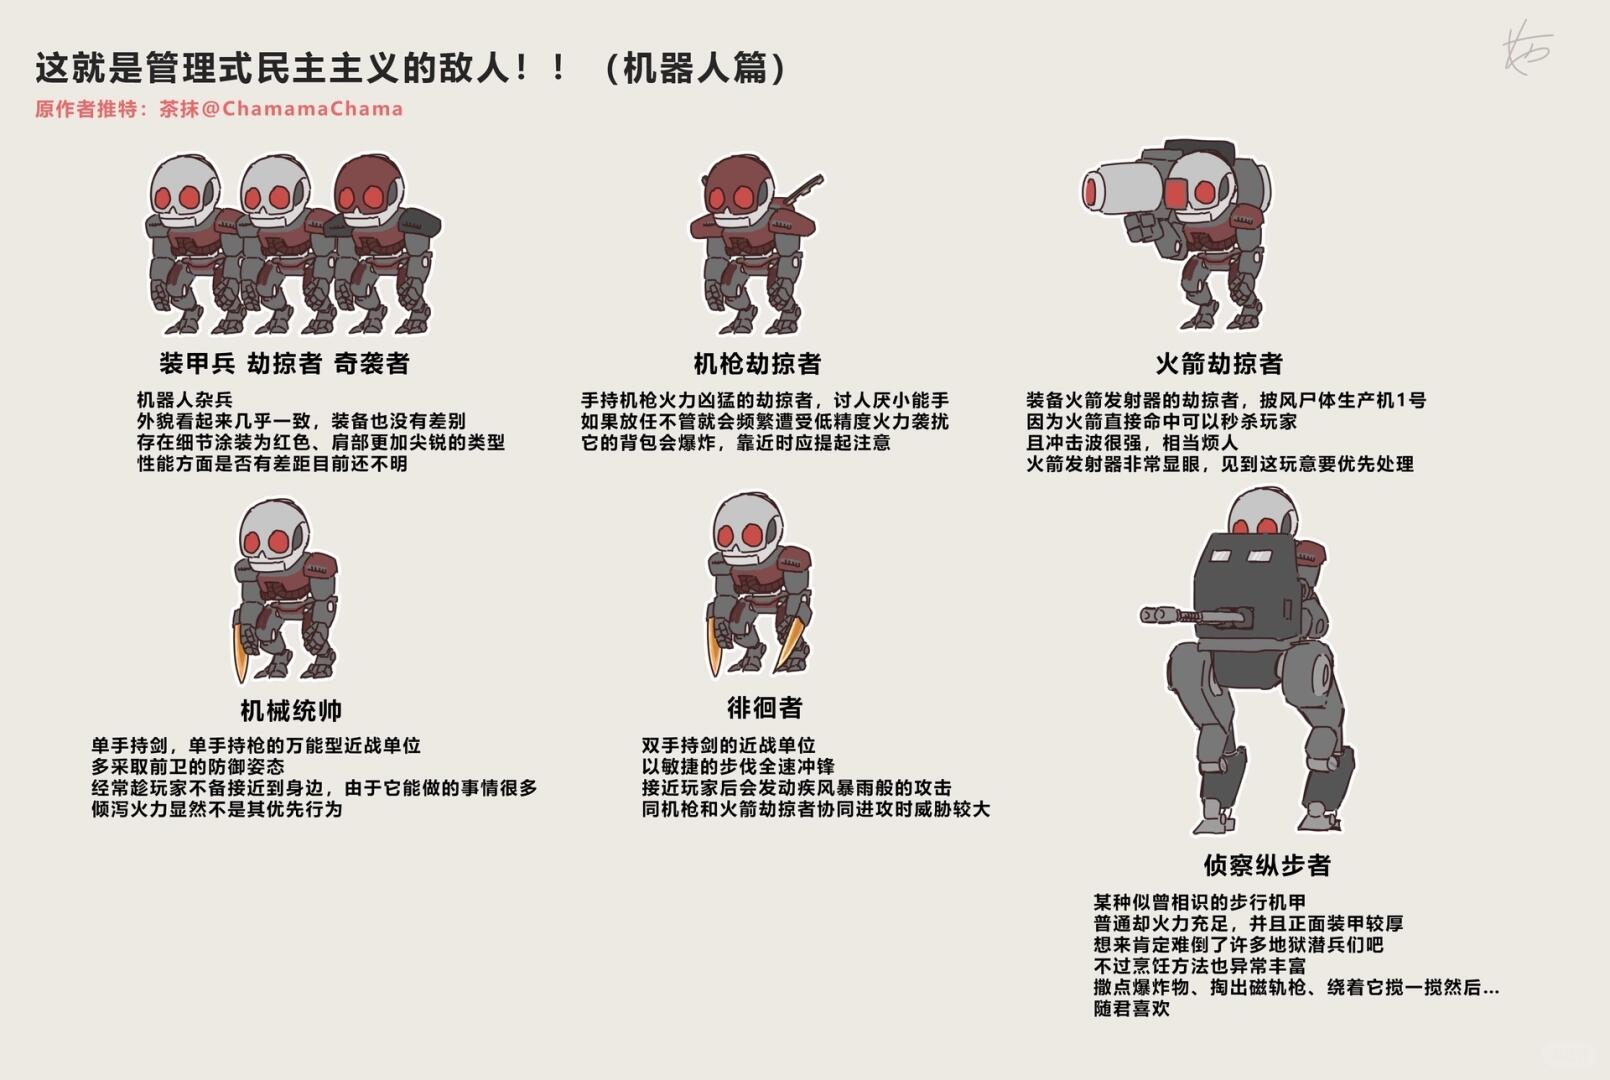 这就是管理式民主主义的敌人！！（机器人篇）
原作者推特：茶抹@ChamamaChama
装甲兵 劫掠者 奇袭者
机器人杂兵
外貌看起来几乎一致，装备也没有差别
存在细节涂装为红色、肩部更加尖锐的类型
性能方面是否有差距目前还不明
机枪劫掠者
手持机枪火力凶猛的劫掠者，讨人厌小能手
如果放任不管就会频繁遭受低精度火力袭扰
它的背包会爆炸，靠近时应提起注意
火箭劫掠者
装备火箭发射器的劫掠者，披风尸体生产机1号
因为火箭直接命中可以秒杀玩家
且冲击波很强，相当烦人
火箭发射器非常显眼，见到这玩意要优先处理
机械统帅
单手持剑，单手持枪的万能型近战单位
多采取前卫的防御姿态
经常趁玩家不备接近到身边，由于它能做的事情很多
倾泻火力显然不是其优先行为
徘徊者
双手持剑的近战单位
以敏捷的步伐全速冲锋
接近玩家后会发动疾风暴雨般的攻击
同机枪和火箭劫掠者协同进攻时威胁较大
侦察纵步者
某种似曾相识的步行机甲
普通却火力充足，并且正面装甲较厚
想来肯定难倒了许多地狱潜兵们吧
不过烹饪方法也异常丰富
撒点爆炸物、掏出磁轨枪、绕着它搅一搅然后...
随君喜欢